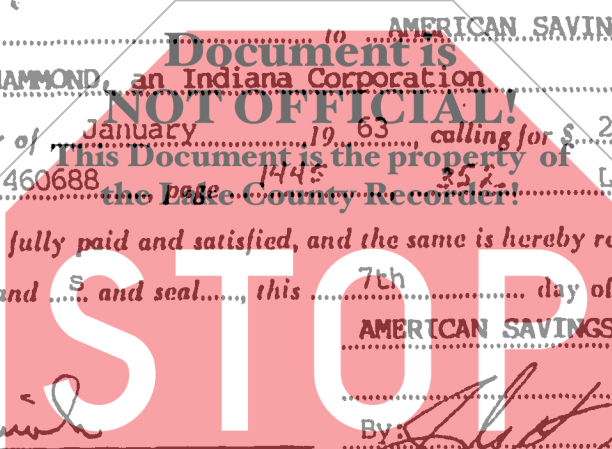 to AMERICAN SAVIN
Document is
HAMMOND, an Indiana Corporation
NOT OFFICIAL!
of January 19 63, calling for $ 2
This Document is the property of
460688 page 1445
the Lake County Recorder!
fully paid and satisfied, and the same is hereby re
and s and seal....., this 7th day of
STOP
AMERICAN SAVINGS
By: